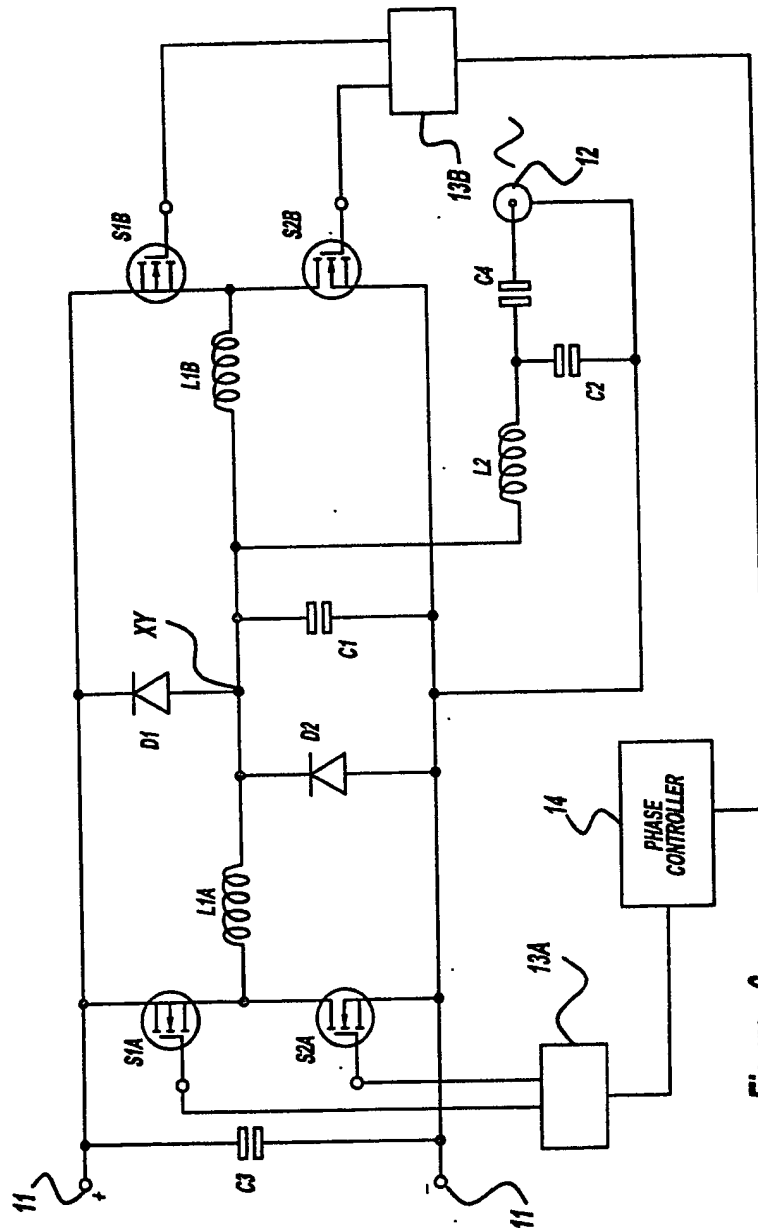 S1B
13B
S2B
12
C4
L1B
C2
L2
XY
C1
D1
D2
14
PHASE
CONTROLLER
L1A
13A
S1A
S2A
C3
11
+
-
11